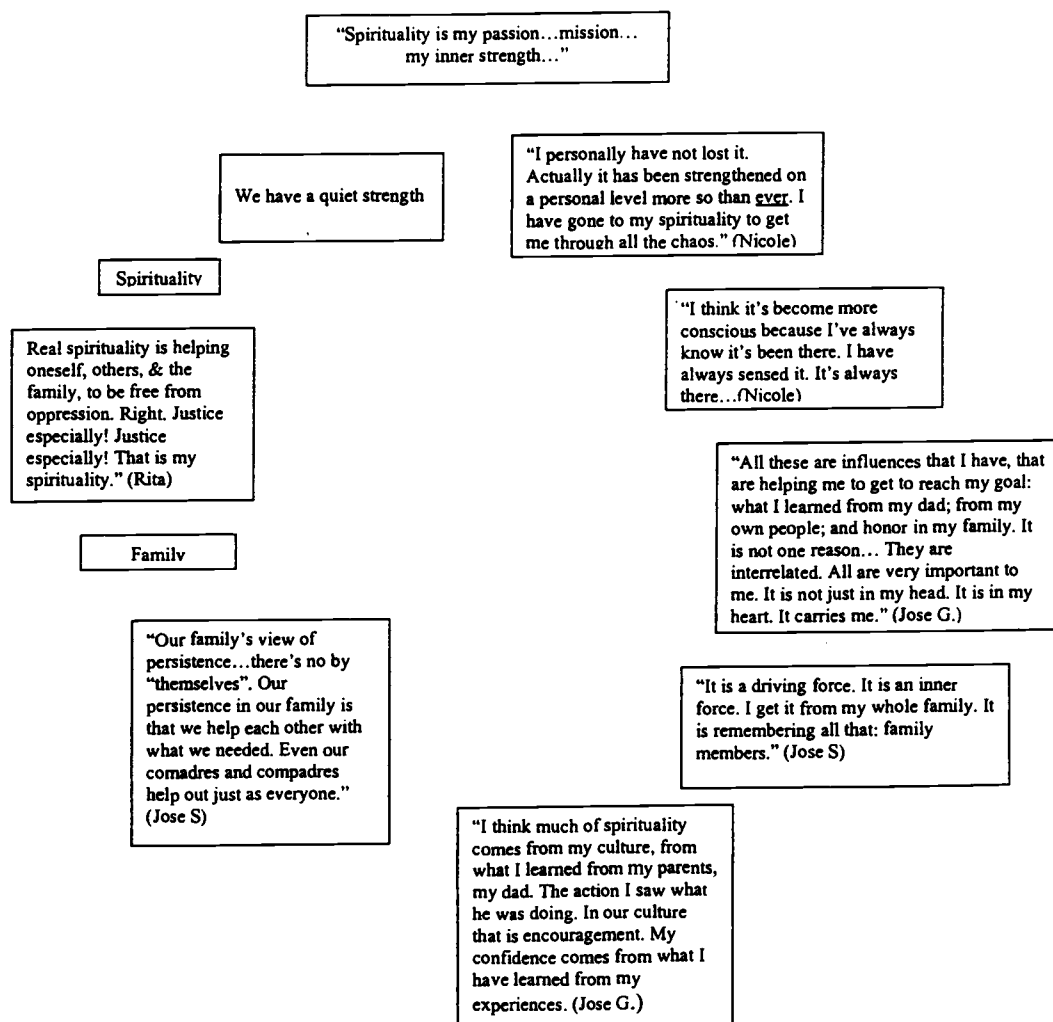 “Spirituality is my passion…mission…
my inner strength…”
We have a quiet strength
“I personally have not lost it.
Actually it has been strengthened on
a personal level more so than ever. I
have gone to my spirituality to get
me through all the chaos.” (Nicole)
Spirituality
“I think it’s become more
conscious because I’ve always
know it’s been there. I have
always sensed it. It’s always
there…(Nicole)
Real spirituality is helping
oneself, others, & the
family, to be free from
oppression. Right. Justice
especially! Justice
especially! That is my
spirituality.” (Rita)
“All these are influences that I have, that
are helping me to get to reach my goal:
what I learned from my dad; from my
own people; and honor in my family. It
is not one reason… They are
interrelated. All are very important to
me. It is not just in my head. It is in my
heart. It carries me.” (Jose G.)
Family
“Our family’s view of
persistence…there’s no by
“themselves”. Our
persistence in our family is
that we help each other with
what we needed. Even our
comadres and compadres
help out just as everyone.”
(Jose S)
“It is a driving force. It is an inner
force. I get it from my whole family. It
is remembering all that: family
members.” (Jose S)
“I think much of spirituality
comes from my culture, from
what I learned from my parents,
my dad. The action I saw what
he was doing. In our culture
that is encouragement. My
confidence comes from what I
have learned from my
experiences. (Jose G.)